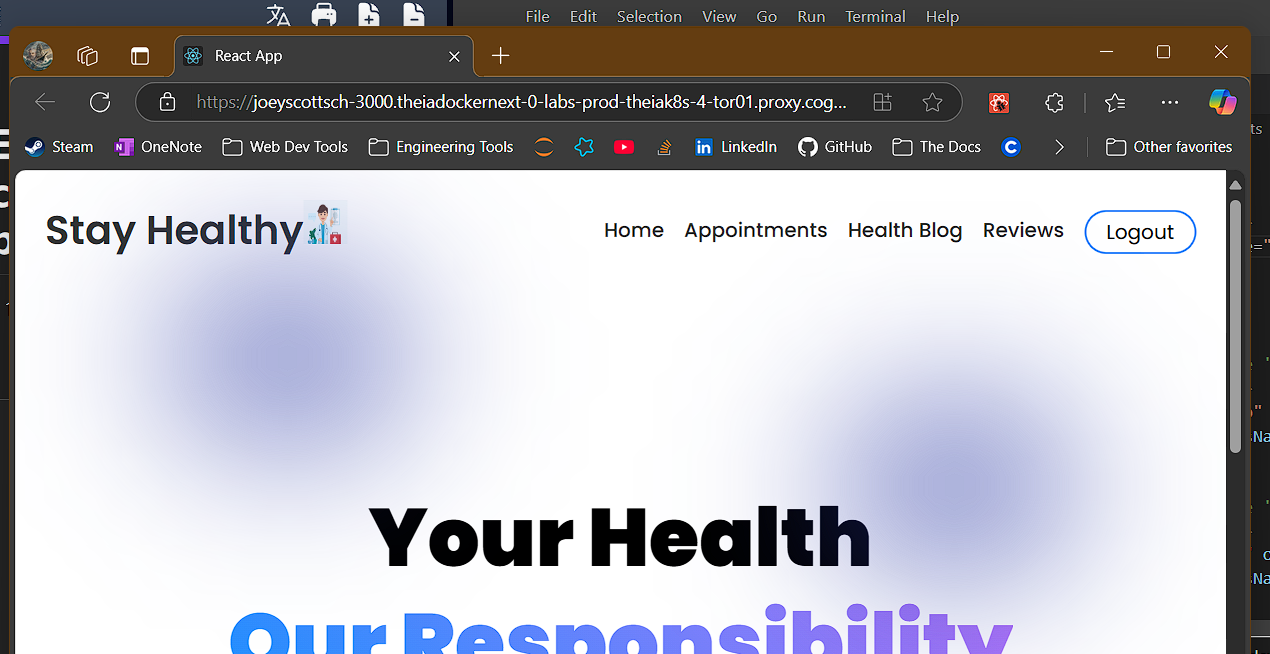 File Edit Selection View Go Run Terminal Help
React App
https://joeyscottsch-3000.theiadockernext-0-labs-prod-theiak8s-4-tor01.proxy.cog...
Steam OneNote Web Dev Tools Engineering Tools LinkedIn GitHub The Docs Other favorites
Stay Healthy Home Appointments Health Blog Reviews Logout
Your Health
Our Responsibility